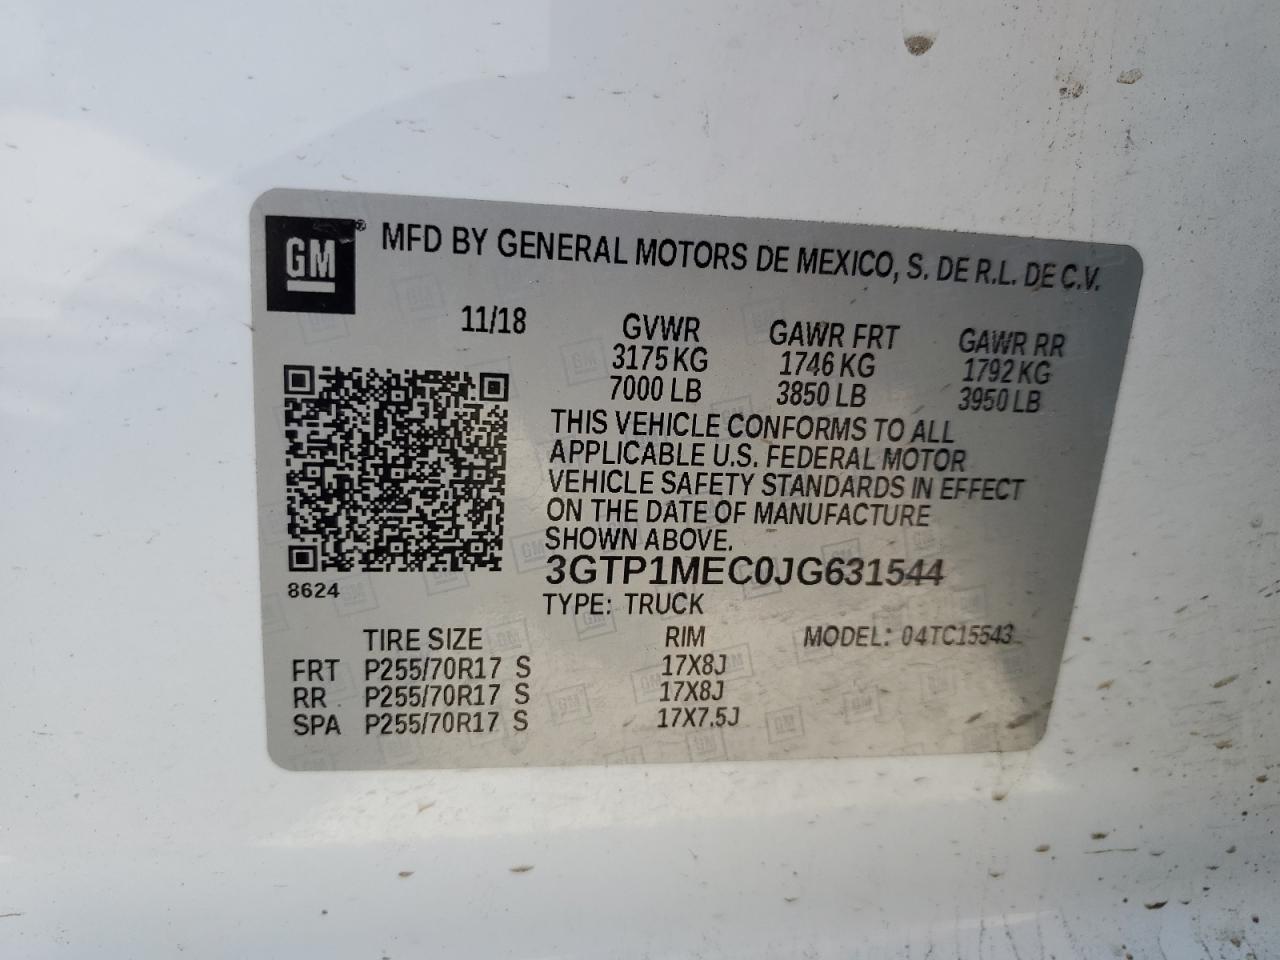 GM ® MFD BY GENERAL MOTORS DE MEXICO, S. DE R.L. DE C.V.
11/18 GVWR GAWR FRT GAWR RR
3175 KG 1746 KG 1792 KG
7000 LB 3850 LB 3950 LB
THIS VEHICLE CONFORMS TO ALL
APPLICABLE U.S. FEDERAL MOTOR
VEHICLE SAFETY STANDARDS IN EFFECT
ON THE DATE OF MANUFACTURE
SHOWN ABOVE.
3GTP1MEC0JG631544
8624
TYPE: TRUCK
TIRE SIZE RIM MODEL: 04TC15543
FRT P255/70R17 S 17X8J
RR P255/70R17 S 17X8J
SPA P255/70R17 S 17X7.5J